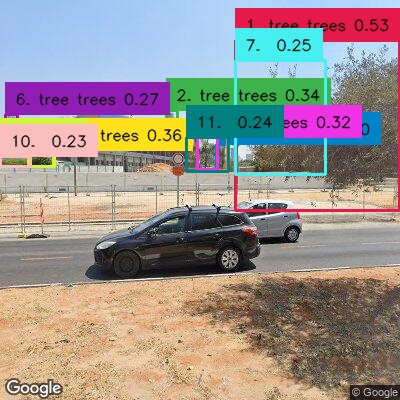 1. tree trees 0.53
7. 0.25
6. tree trees 0.27
2. tree trees 0.34
trees 0.36
10. 0.23
11. 0.24
ees 0.32
0
Google
© Google